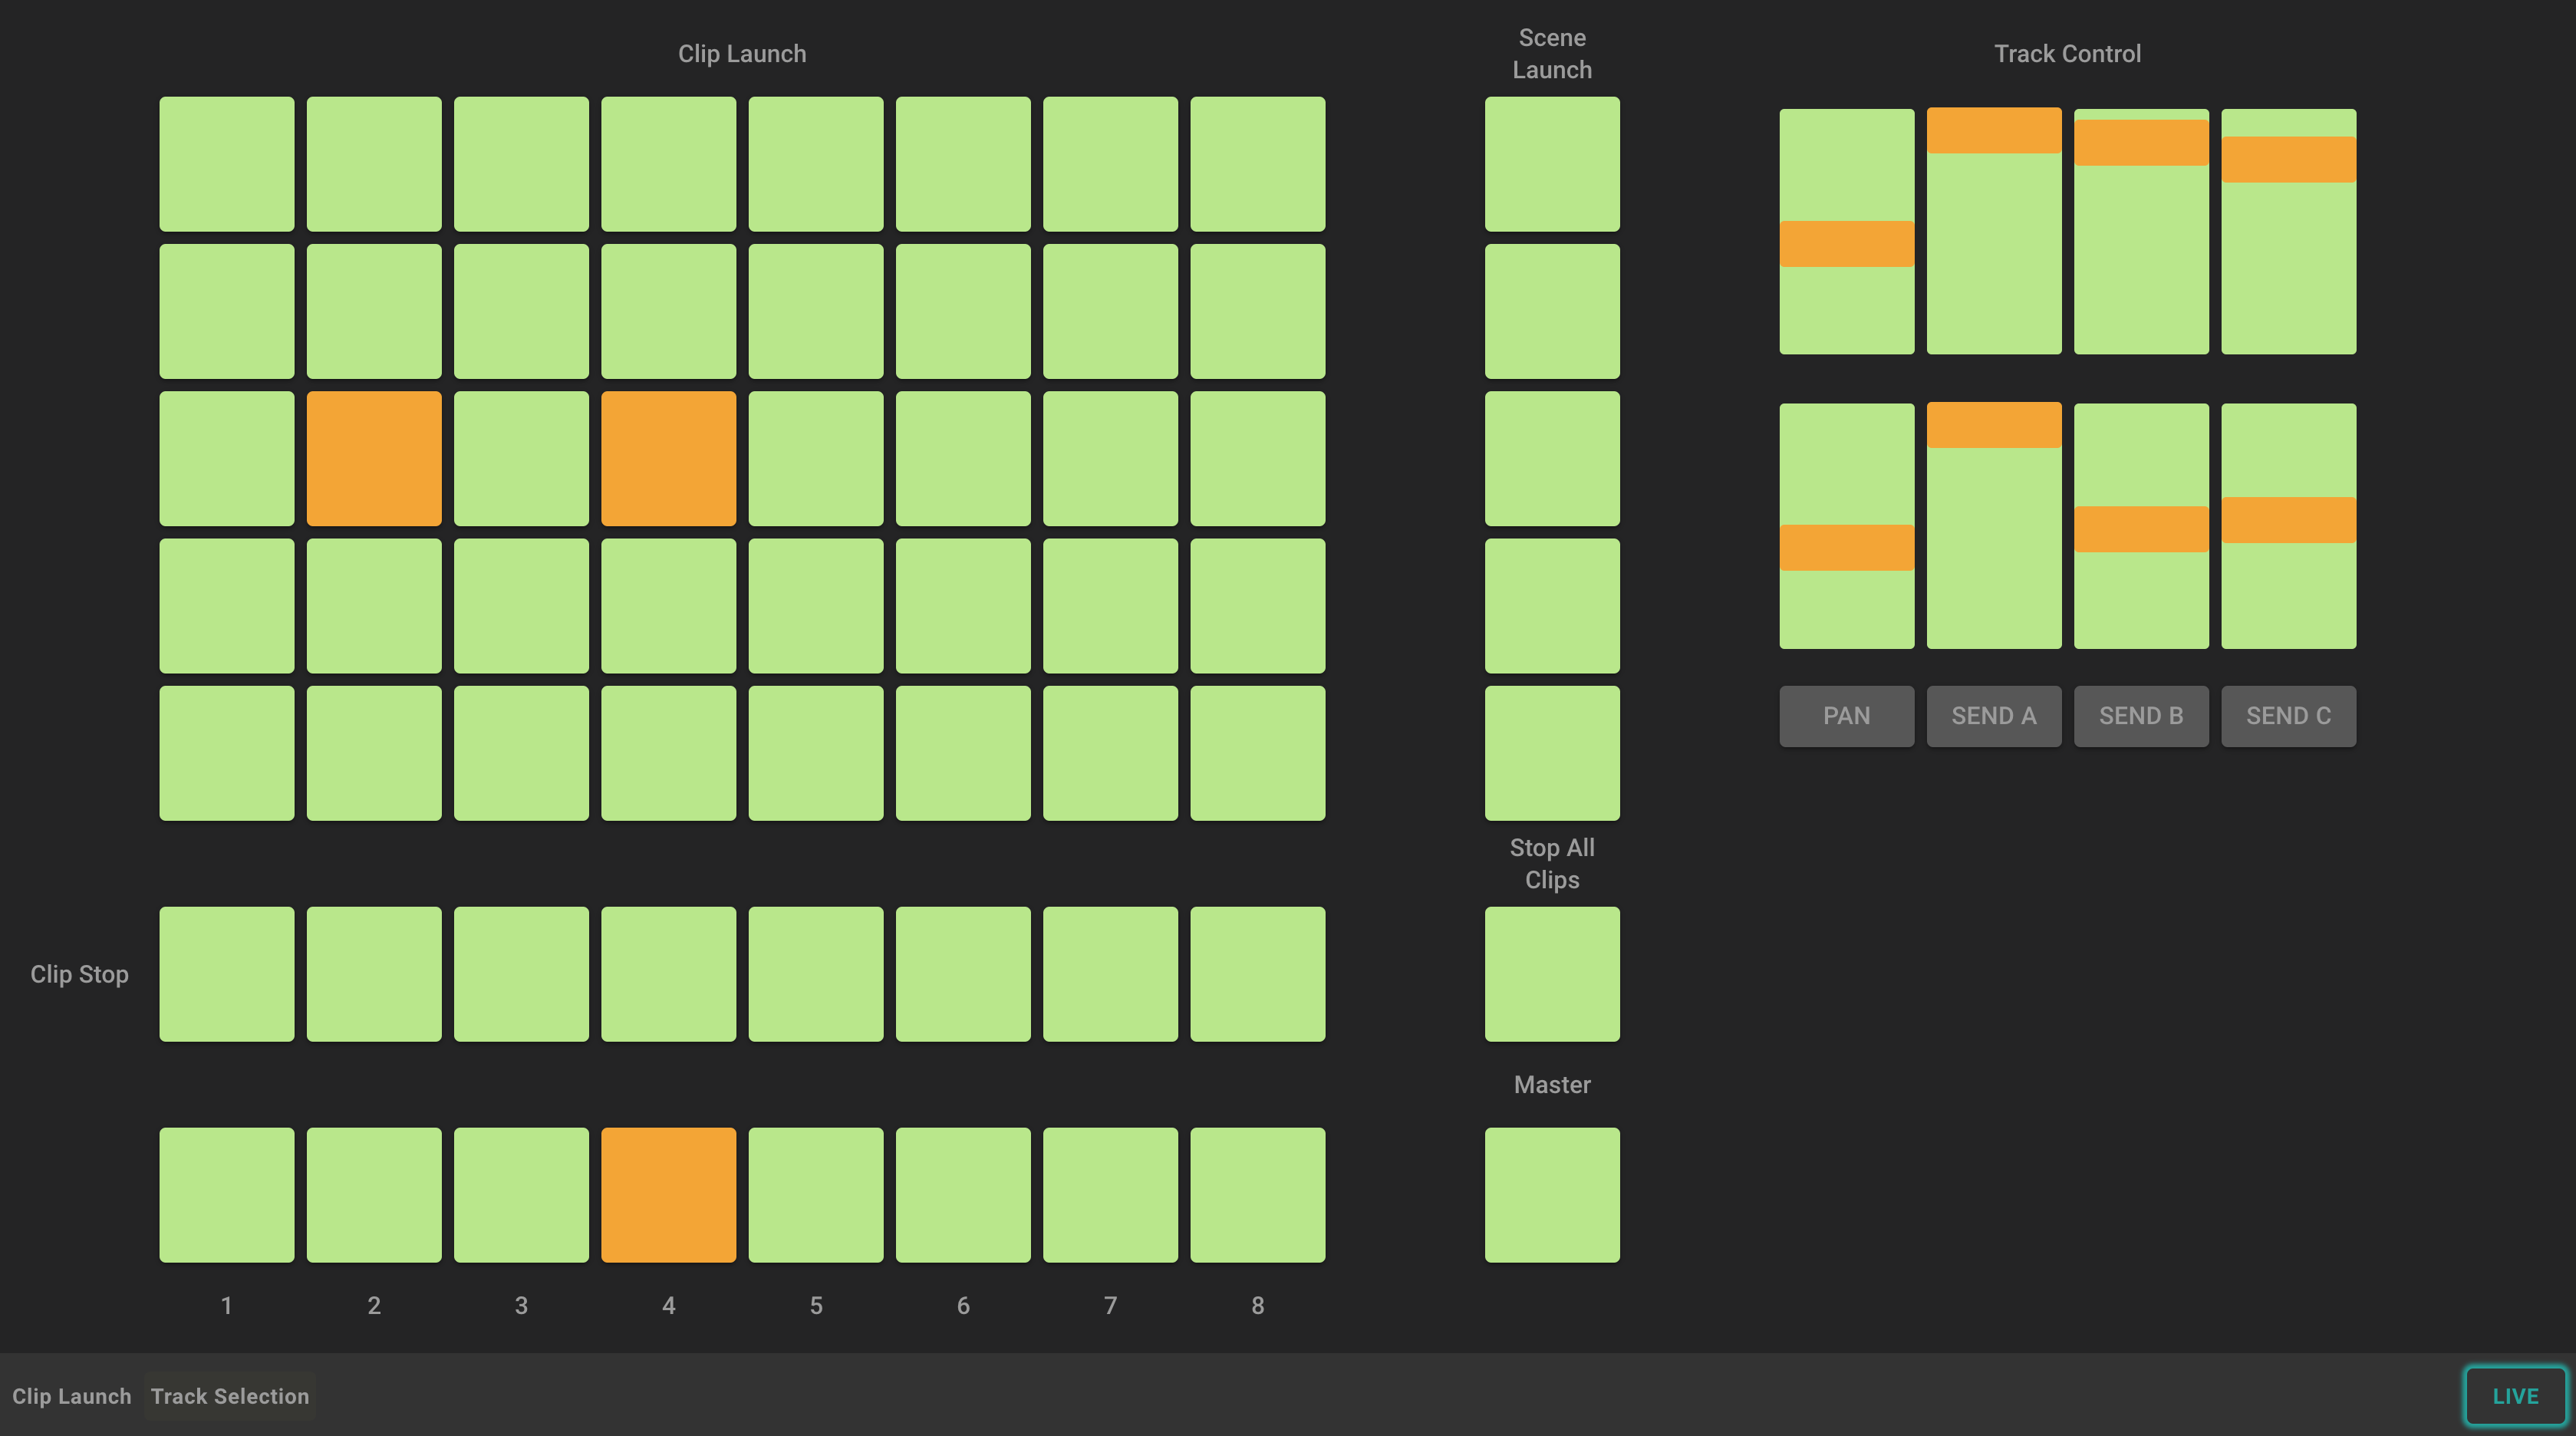 Clip Launch
Scene
Launch
Track Control
PAN
SEND A
SEND B
SEND C
Stop All
Clips
Clip Stop
Master
1
2
3
4
5
6
7
8
Clip Launch
Track Selection
LIVE